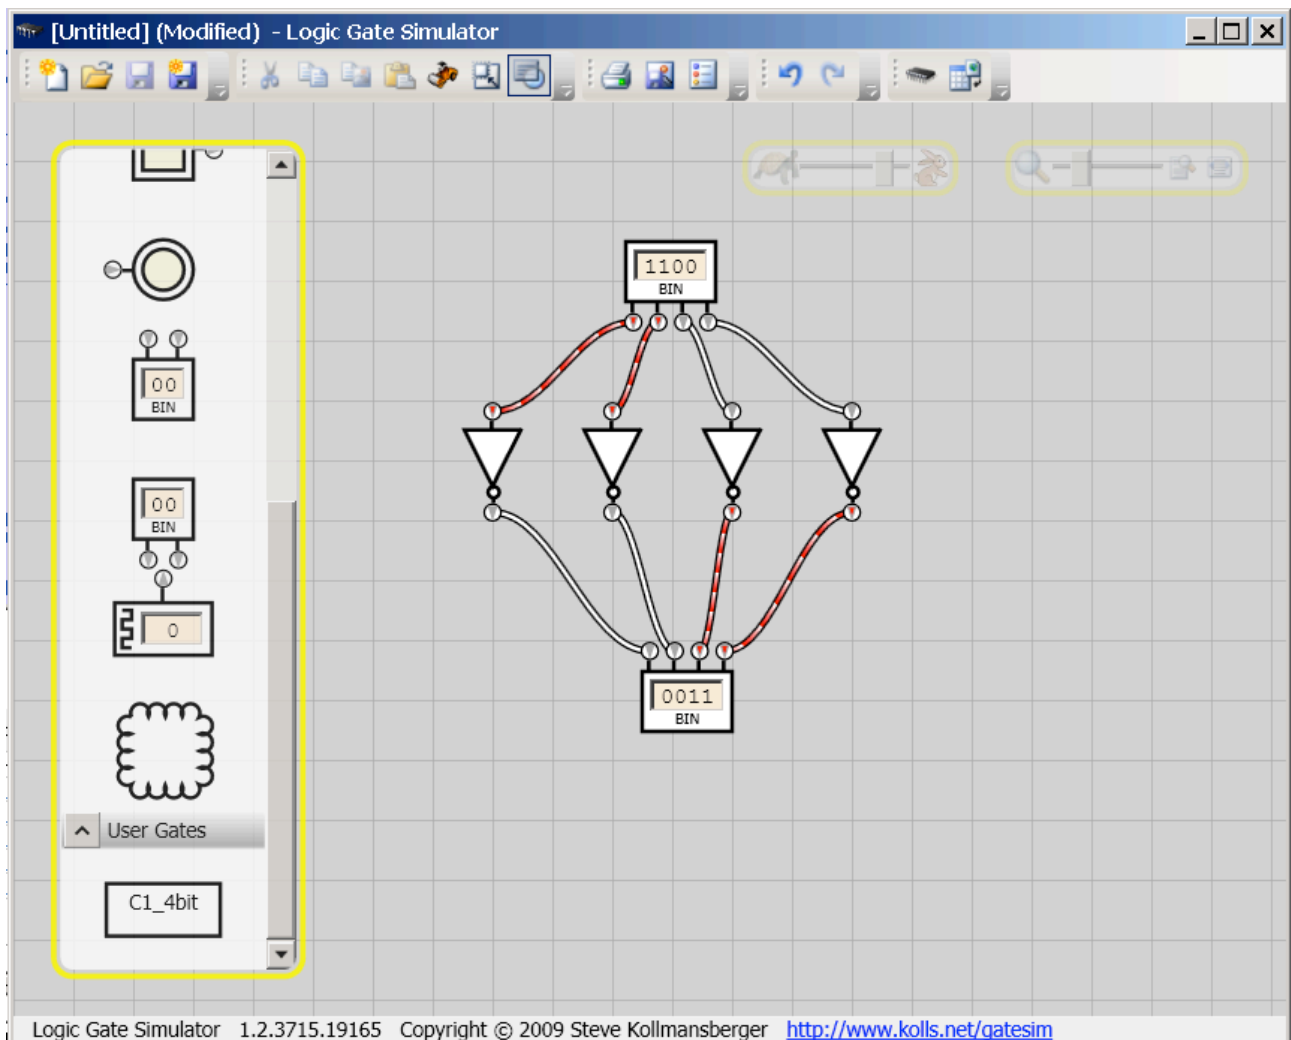 [Untitled] (Modified) - Logic Gate Simulator
1100
BIN
00
BIN
00
BIN
0
0011
BIN
User Gates
C1_4bit
Logic Gate Simulator 1.2.3715.19165 Copyright © 2009 Steve Kollmansberger http://www.kolls.net/gatesim